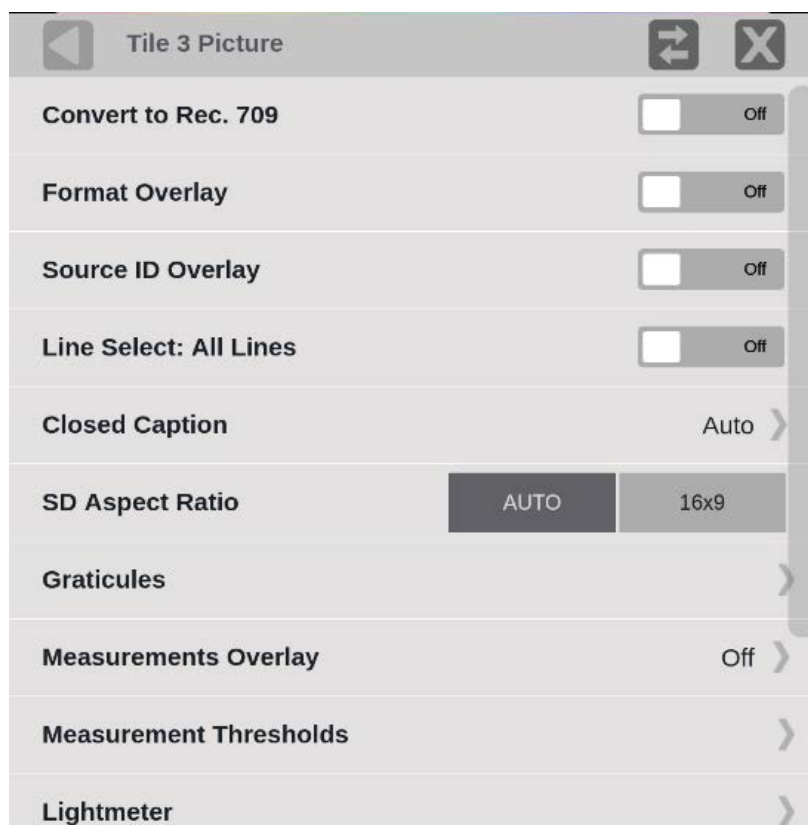 Tile 3 Picture
Convert to Rec. 709 Off
Format Overlay Off
Source ID Overlay Off
Line Select: All Lines Off
Closed Caption Auto
SD Aspect Ratio AUTO 16x9
Graticules
Measurements Overlay Off
Measurement Thresholds
Lightmeter